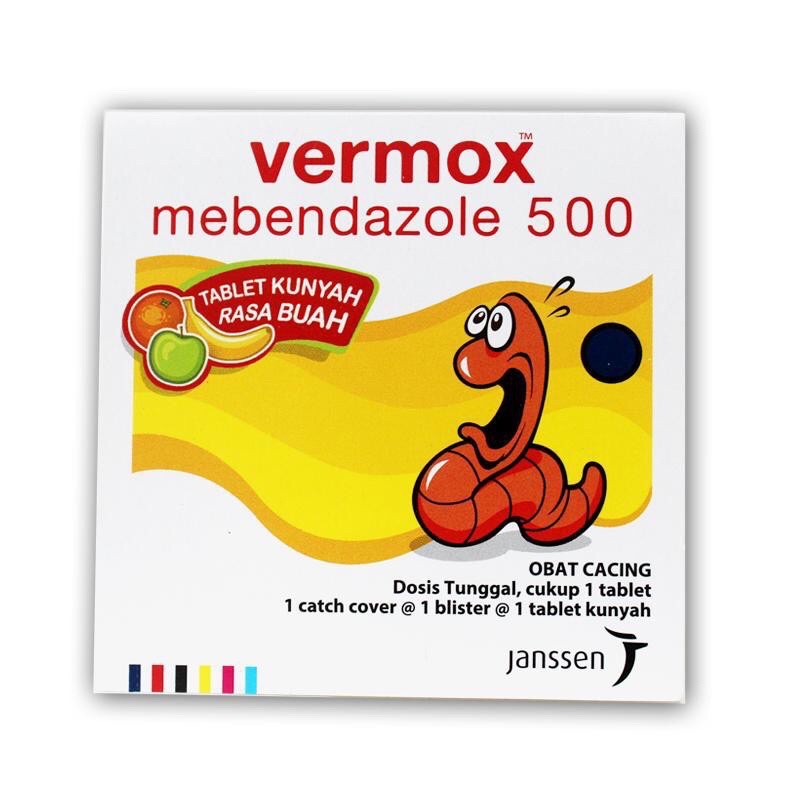 vermox™
mebendazole 500
TABLET KUNYAH
RASA BUAH
OBAT CACING
Dosis Tunggal, cukup 1 tablet
1 catch cover @ 1 blister @ 1 tablet kunyah
janssen